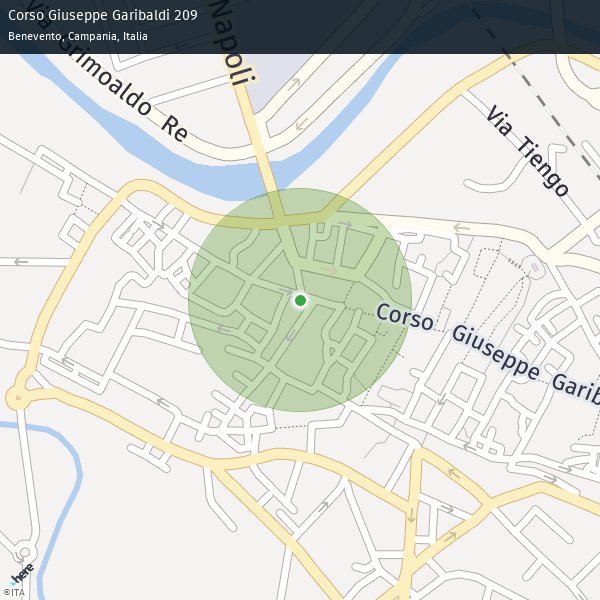 Corso Giuseppe Garibaldi 209
Benevento, Campania, Italia
Napoli
Via Grimoaldo Re
Via Tiengo
Corso Giuseppe Garib
here
©ITA